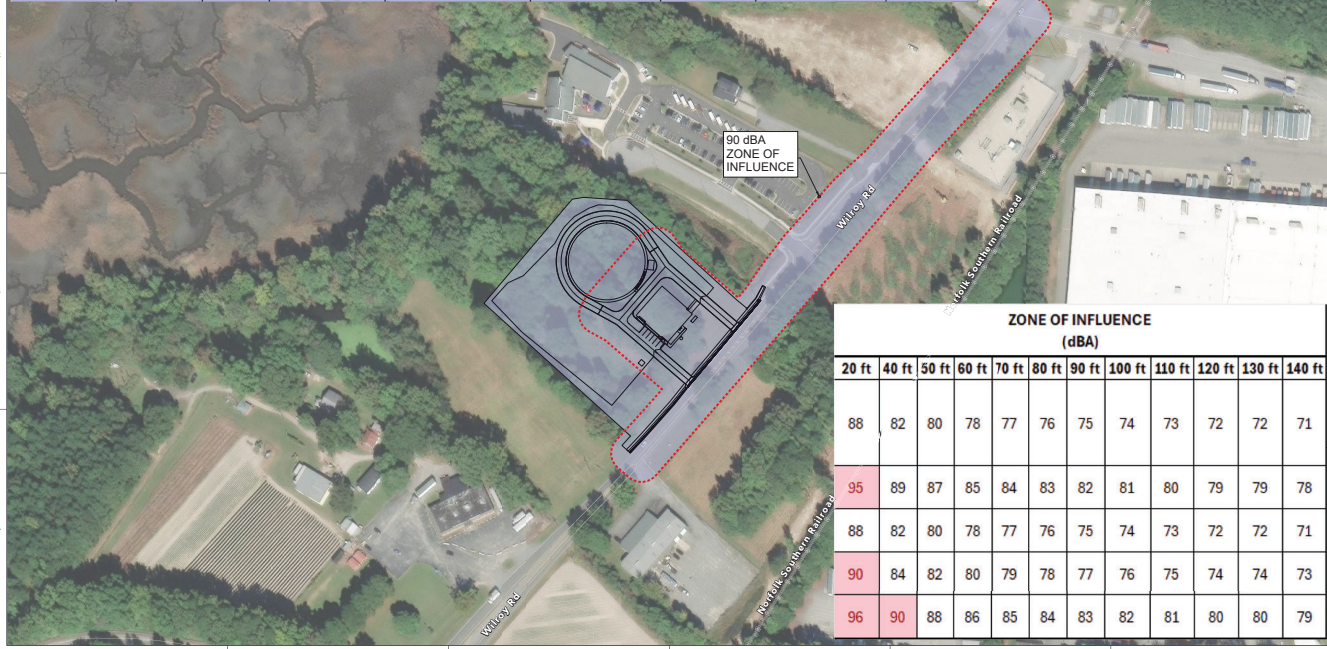 90 dBA
ZONE OF
INFLUENCE
Wilroy Rd
Norfolk Southern Railroad
ZONE OF INFLUENCE
(dBA)
20 ft 40 ft 50 ft 60 ft 70 ft 80 ft 90 ft 100 ft 110 ft 120 ft 130 ft 140 ft
88 82 80 78 77 76 75 74 73 72 72 71
95 89 87 85 84 83 82 81 80 79 79 78
88 82 80 78 77 76 75 74 73 72 72 71
90 84 82 80 79 78 77 76 75 74 74 73
96 90 88 86 85 84 83 82 81 80 80 79
Norfolk Southern Railroad
Wilroy Rd